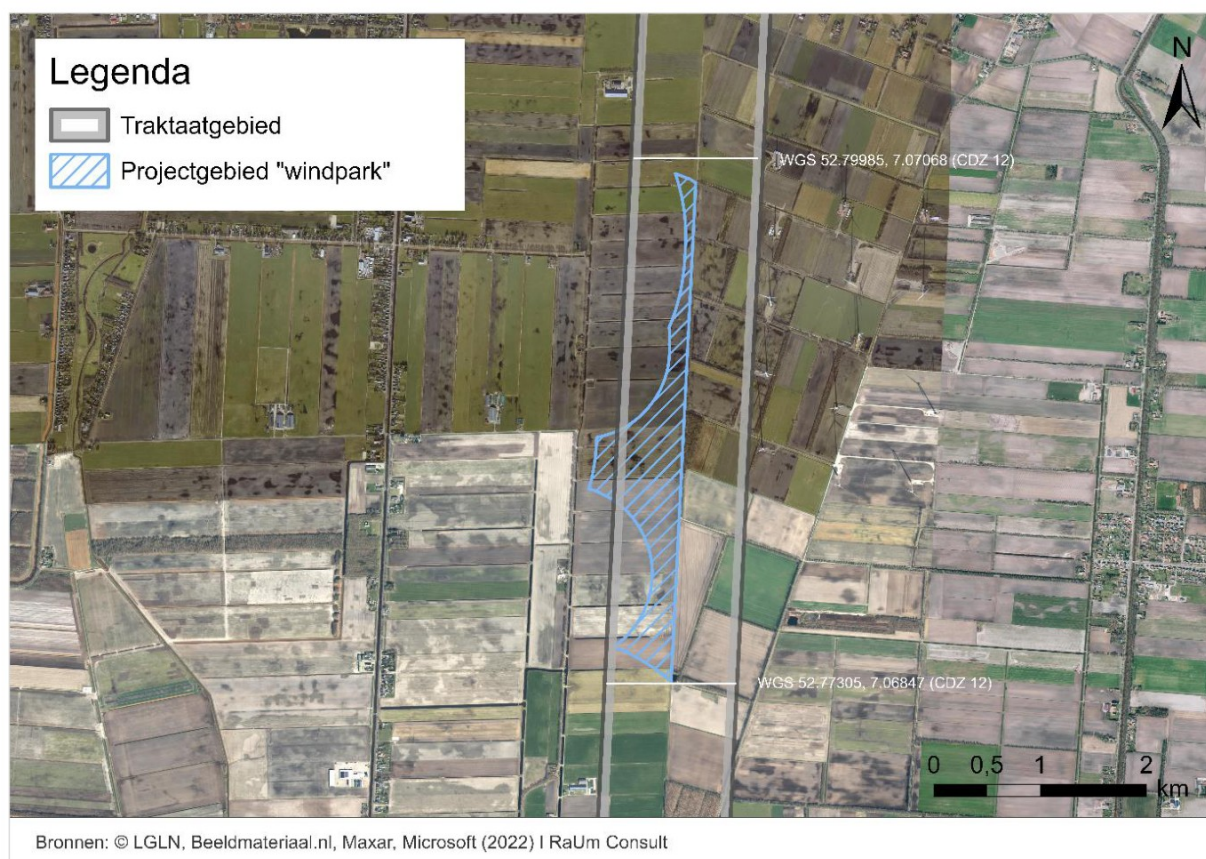 Legenda
Traktaatgebied
Projectgebied "windpark"
N
WGS 52.79985, 7.07068 (CDZ 12)
WGS 52.77305, 7.06847 (CDZ 12)
0 0,5 1 2
km
Bronnen: © LGLN, Beeldmateriaal.nl, Maxar, Microsoft (2022) I RaUm Consult